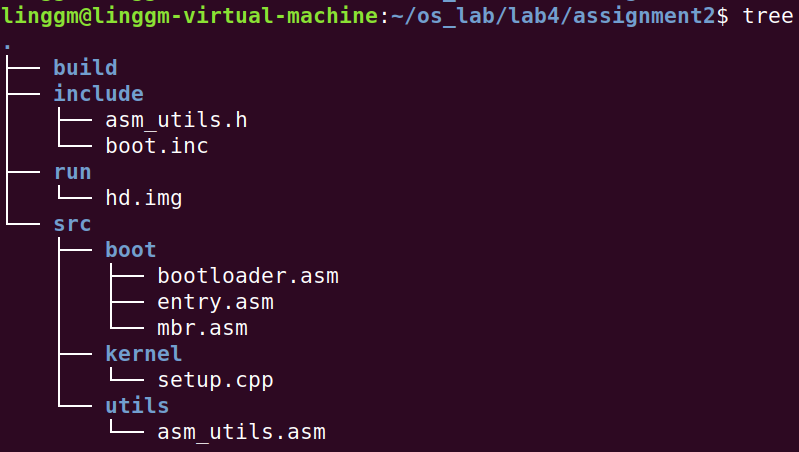 linggm@linggm-virtual-machine:~/os_lab/lab4/assignment2$ tree
.
├── build
├── include
│   ├── asm_utils.h
│   └── boot.inc
├── run
│   └── hd.img
└── src
    ├── boot
    │   ├── bootloader.asm
    │   ├── entry.asm
    │   └── mbr.asm
    ├── kernel
    │   └── setup.cpp
    └── utils
        └── asm_utils.asm